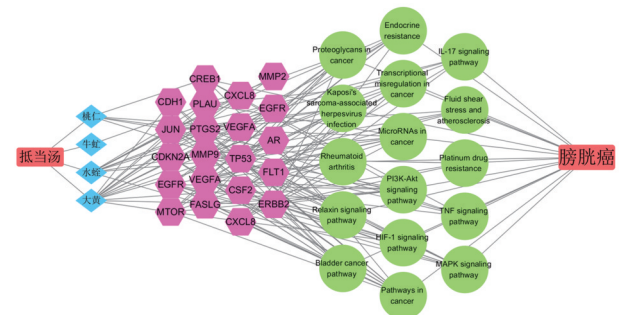 抵当汤
桃仁
牛虻
水蛭
大黄
CDH1
JUN
CDKN2A
EGFR
MTOR
CREB1
PLAU
PTGS2
MMP9
VEGFA
FASLG
CXCL8
VEGFA
TP53
CSF2
CXCL8
MMP2
EGFR
AR
FLT1
ERBB2
Proteoglycans in
cancer
Kaposi's
sarcoma-associated
herpesvirus
infection
Rheumatoid
arthritis
Relaxin signaling
pathway
Bladder cancer
pathway
Endocrine
resistance
Transcriptional
misregulation in
cancer
MicroRNAs in
cancer
PI3K-Akt
signaling
pathway
HIF-1 signaling
pathway
Pathways in
cancer
IL-17 signaling
pathway
Fluid shear
stress and
atherosclerosis
Platinum drug
resistance
TNF signaling
pathway
MAPK signaling
pathway
膀胱癌